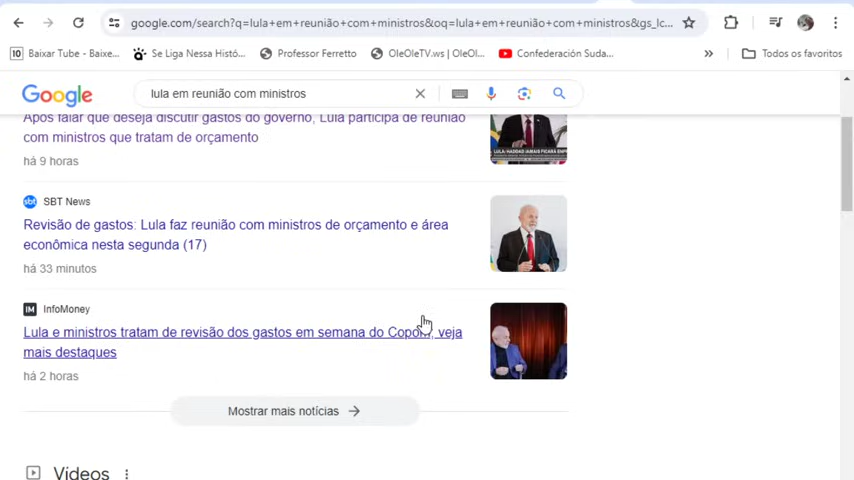 google.com/search?q=lula+em+reunião+com+ministros&oq=lula+em+reunião+com+ministros&gs_lc...
10 Baixar Tube - Baixe... Se Liga Nessa Histó... Professor Ferretto OleOleTV.ws | OleOl... Confederación Suda... » Todos os favoritos
Google lula em reunião com ministros
Após falar que deseja discutir gastos do governo, Lula participa de reunião
com ministros que tratam de orçamento
há 9 horas
sbt SBT News
Revisão de gastos: Lula faz reunião com ministros de orçamento e área
econômica nesta segunda (17)
há 33 minutos
IM InfoMoney
Lula e ministros tratam de revisão dos gastos em semana do Copom, veja
mais destaques
há 2 horas
Mostrar mais notícias
Vídeos